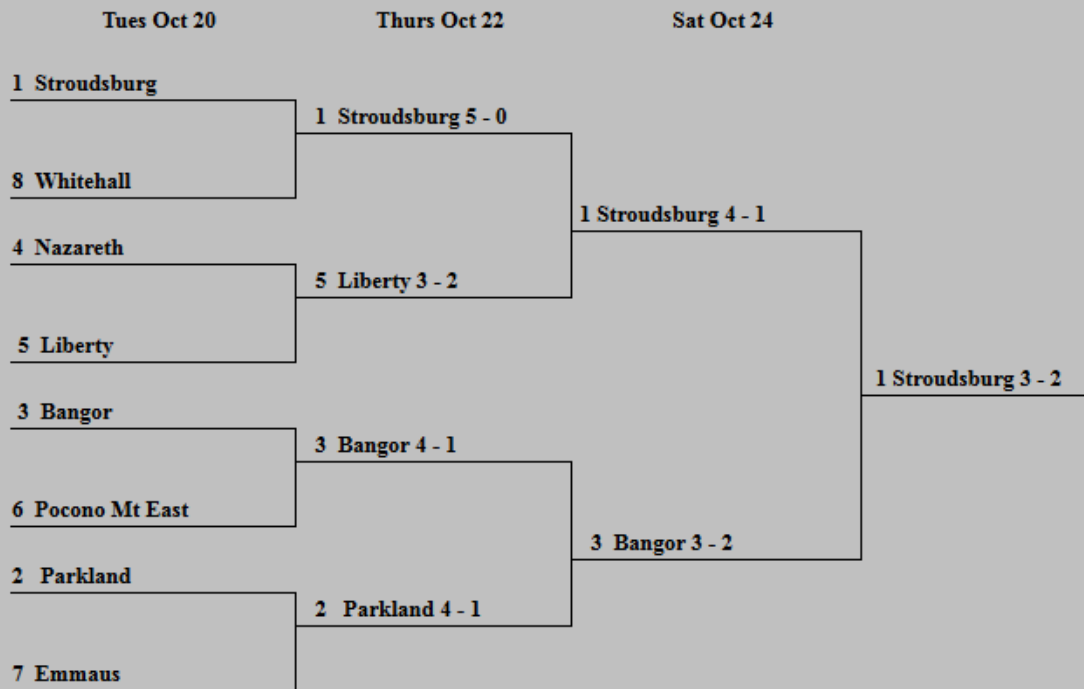 Tues Oct 20
Thurs Oct 22
Sat Oct 24
1 Stroudsburg
1 Stroudsburg 5 - 0
8 Whitehall
1 Stroudsburg 4 - 1
4 Nazareth
5 Liberty 3 - 2
5 Liberty
1 Stroudsburg 3 - 2
3 Bangor
3 Bangor 4 - 1
6 Pocono Mt East
3 Bangor 3 - 2
2 Parkland
2 Parkland 4 - 1
7 Emmaus